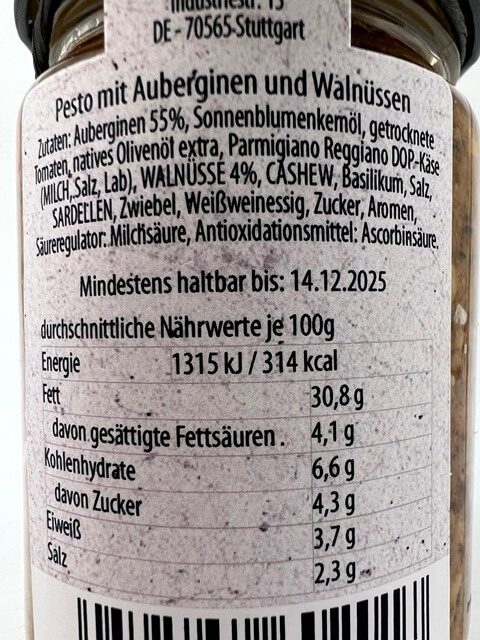 DE - 70565 Stuttgart
Pesto mit Auberginen und Walnüssen
Zutaten: Auberginen 55%, Sonnenblumenkernöl, getrocknete
Tomaten, natives Olivenöl extra, Parmigiano Reggiano DOP-Käse
(MILCH, Salz, Lab), WALNÜSSE 4%, CASHEW, Basilikum, Salz,
SARDELLEN, Zwiebel, Weißweinessig, Zucker, Aromen,
Säureregulator: Milchsäure, Antioxidationsmittel: Ascorbinsäure.
Mindestens haltbar bis: 14.12.2025
durchschnittliche Nährwerte je 100g
Energie 1315 kJ / 314 kcal
Fett 30,8 g
davon gesättigte Fettsäuren 4,1 g
Kohlenhydrate 6,6 g
davon Zucker 4,3 g
Eiweiß 3,7 g
Salz 2,3 g